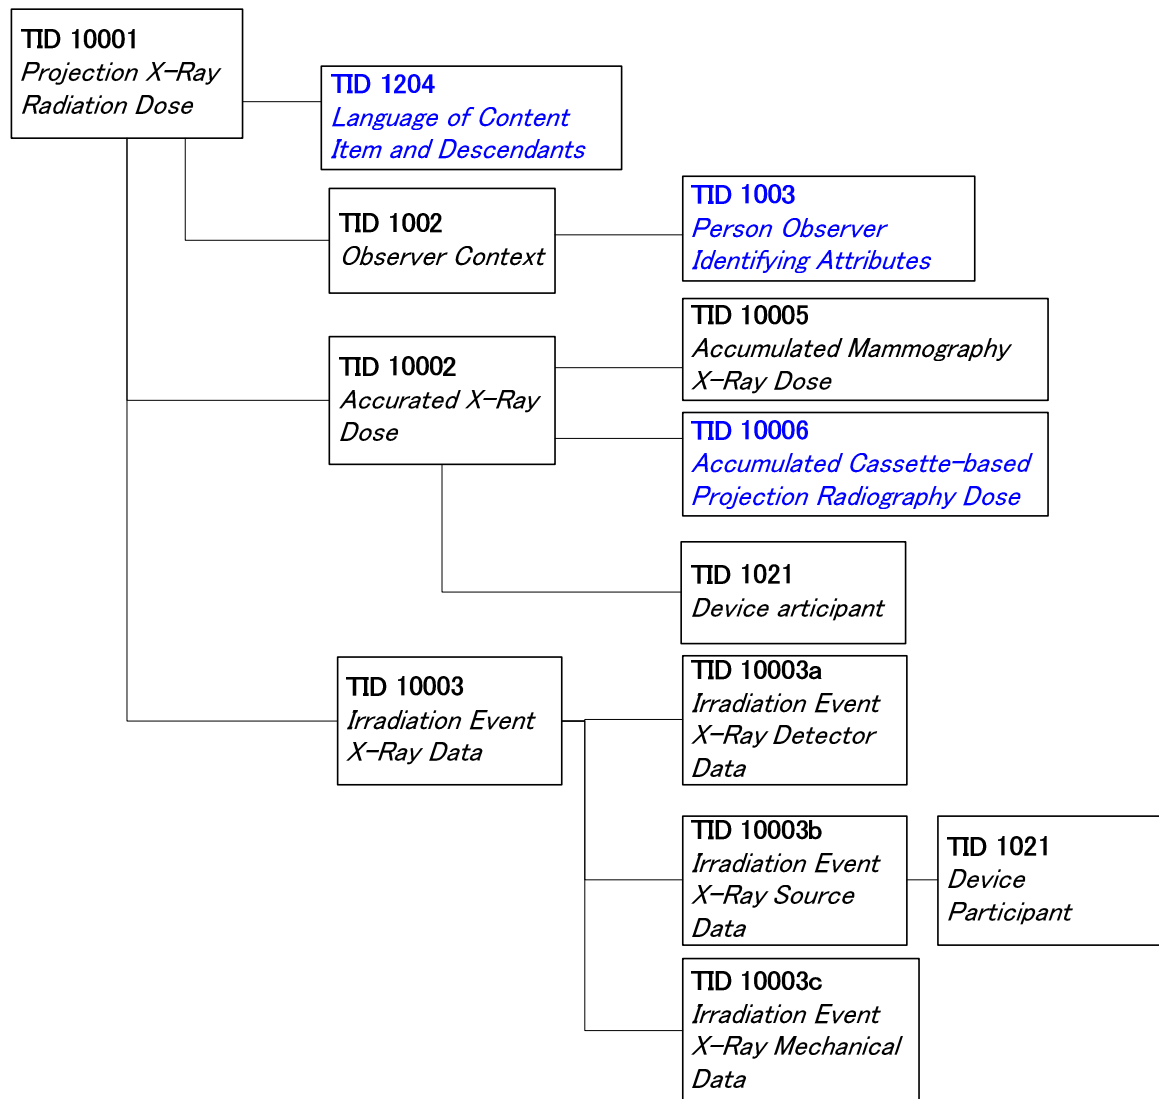 TID 10001
Projection X-Ray
Radiation Dose
TID 1204
Language of Content
Item and Descendants
TID 1002
Observer Context
TID 1003
Person Observer
Identifying Attributes
TID 10002
Accurated X-Ray
Dose
TID 10005
Accumulated Mammography
X-Ray Dose
TID 10006
Accumulated Cassette-based
Projection Radiography Dose
TID 1021
Device articipant
TID 10003
Irradiation Event
X-Ray Data
TID 10003a
Irradiation Event
X-Ray Detector
Data
TID 10003b
Irradiation Event
X-Ray Source
Data
TID 1021
Device
Participant
TID 10003c
Irradiation Event
X-Ray Mechanical
Data